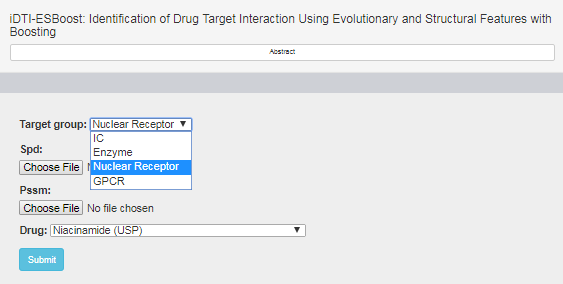 iDTI-ESBoost: Identification of Drug Target Interaction Using Evolutionary and Structural Features with
Boosting
Abstract
Target group: Nuclear Receptor
IC
Enzyme
Nuclear Receptor
GPCR
Spd:
Choose File
Pssm:
Choose File No file chosen
Drug: Niacinamide (USP)
Submit